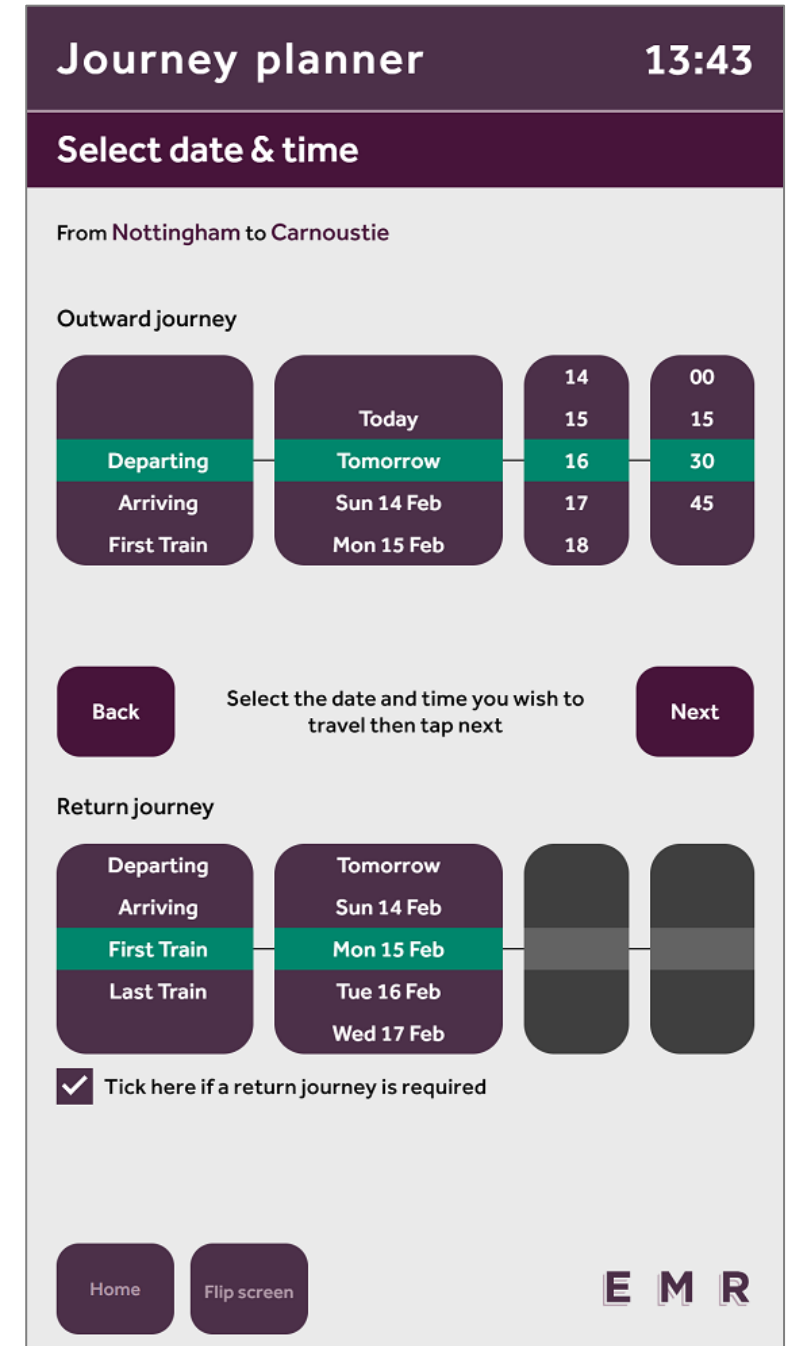 Journey planner 13:43
Select date & time
From Nottingham to Carnoustie
Outward journey
14 00
Today 15 15
Departing Tomorrow 16 30
Arriving Sun 14 Feb 17 45
First Train Mon 15 Feb 18
Back
Select the date and time you wish to
travel then tap next
Next
Return journey
Departing Tomorrow
Arriving Sun 14 Feb
First Train Mon 15 Feb
Last Train Tue 16 Feb
Wed 17 Feb
Tick here if a return journey is required
Home Flip screen EMR